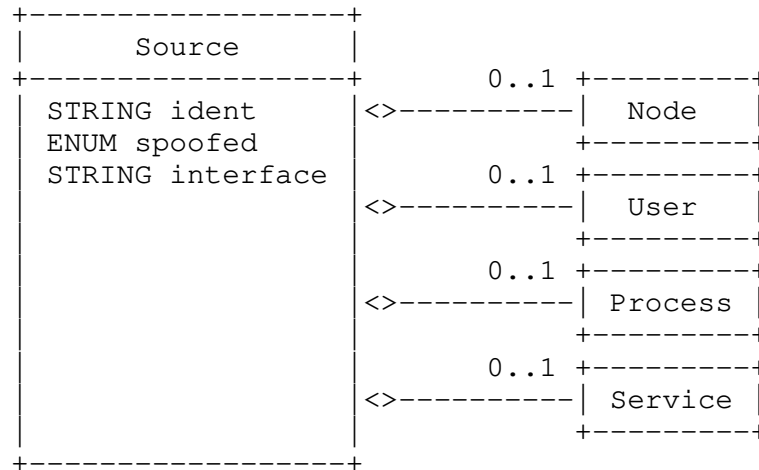 Source
0..1
STRING ident <>----------| Node
ENUM spoofed
STRING interface 0..1
<>----------| User
0..1
<>----------| Process
0..1
<>----------| Service